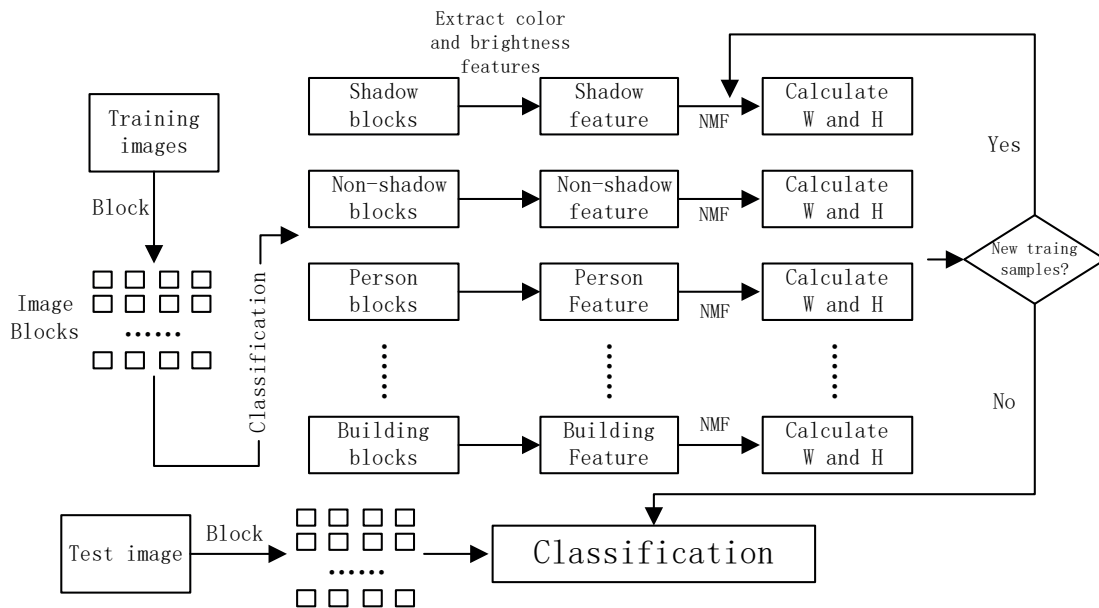 Extract color
and brightness
features
Training
images
Block
Image
Blocks
Classification
Shadow
blocks
Shadow
feature
NMF
Calculate
W and H
Non-shadow
blocks
Non-shadow
feature
NMF
Calculate
W and H
Person
blocks
Person
Feature
NMF
Calculate
W and H
Building
blocks
Building
Feature
NMF
Calculate
W and H
Yes
New traing
samples?
No
Test image
Block
Classification